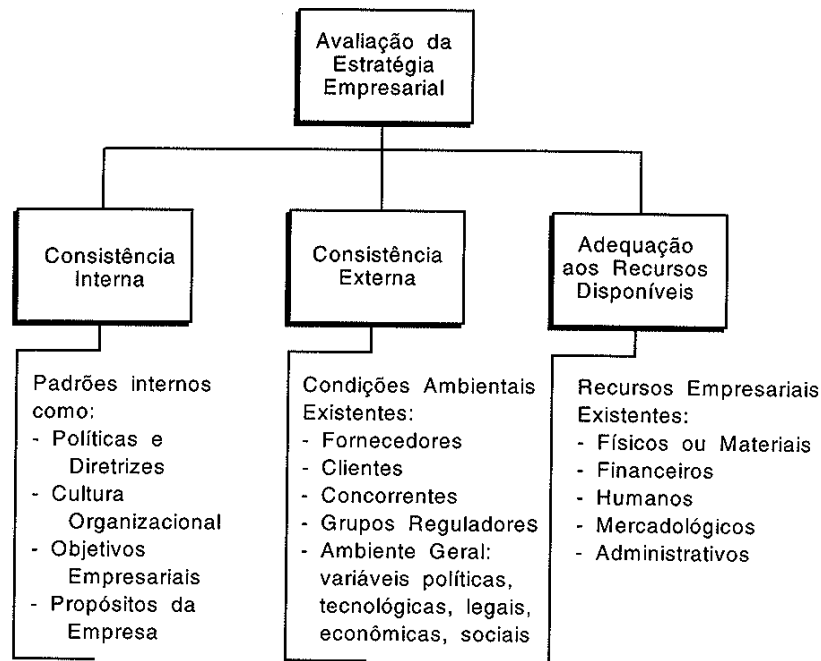 Avaliação da
Estratégia
Empresarial
Consistência
Interna
Consistência
Externa
Adequação
aos Recursos
Disponíveis
Padrões internos
como:
- Políticas e
Diretrizes
- Cultura
Organizacional
- Objetivos
Empresariais
- Propósitos da
Empresa
Condições Ambientais
Existentes:
- Fornecedores
- Clientes
- Concorrentes
- Grupos Reguladores
- Ambiente Geral:
variáveis políticas,
tecnológicas, legais,
econômicas, sociais
Recursos Empresariais
Existentes:
- Físicos ou Materiais
- Financeiros
- Humanos
- Mercadológicos
- Administrativos